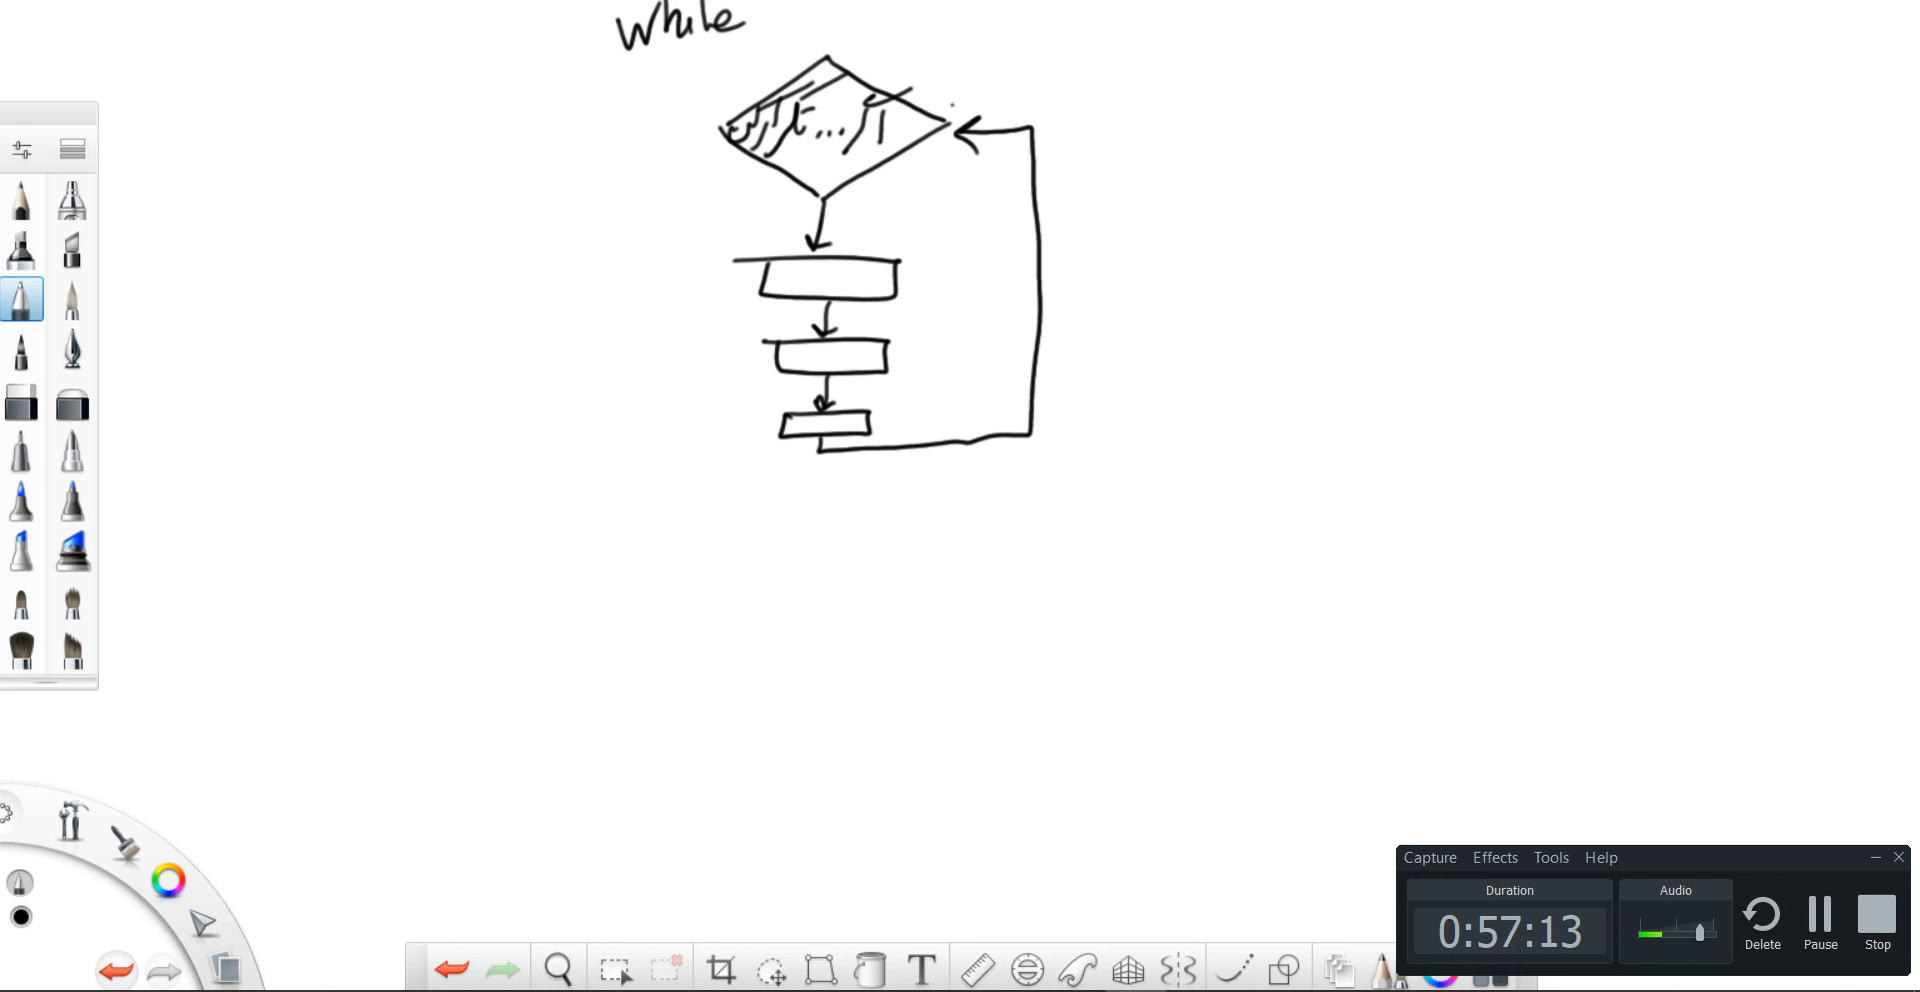 while
Capture Effects Tools Help
Duration Audio
0:57:13
Delete Pause Stop